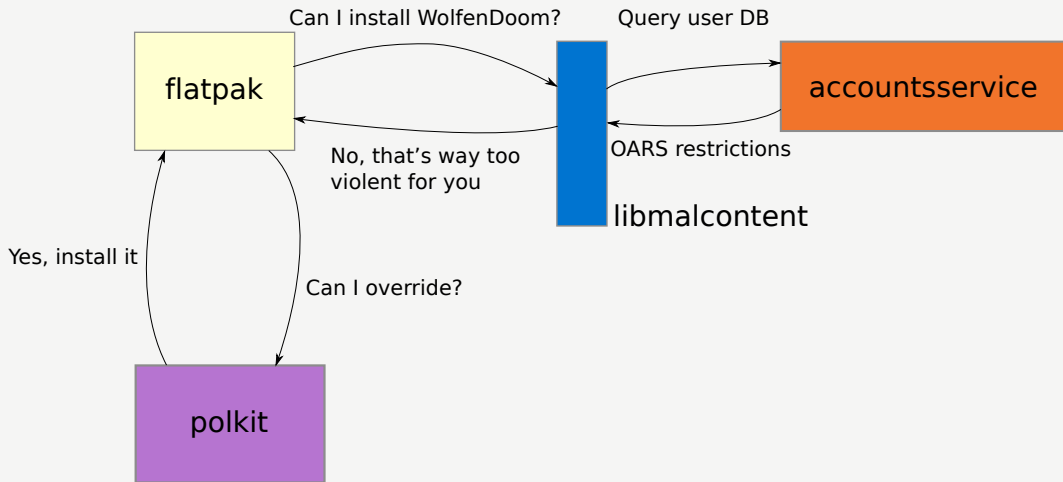 Can I install WolfenDoom?
Query user DB
flatpak
accountsservice
No, that’s way too
violent for you
OARS restrictions
libmalcontent
Yes, install it
Can I override?
polkit